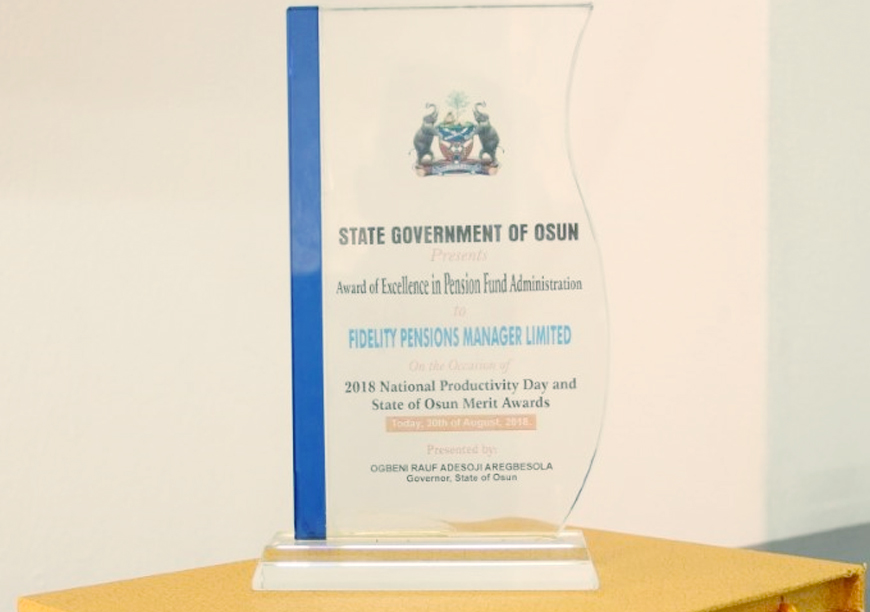 STATE GOVERNMENT OF OSUN
Presents
Award of Excellence in Pension Fund Administration
to
FIDELITY PENSIONS MANAGER LIMITED
On the Occasion of
2018 National Productivity Day and
State of Osun Merit Awards
Today, 30th of August, 2018.
Presented by:
OGBENI RAUF ADESOJI AREGBESOLA
Governor, State of Osun